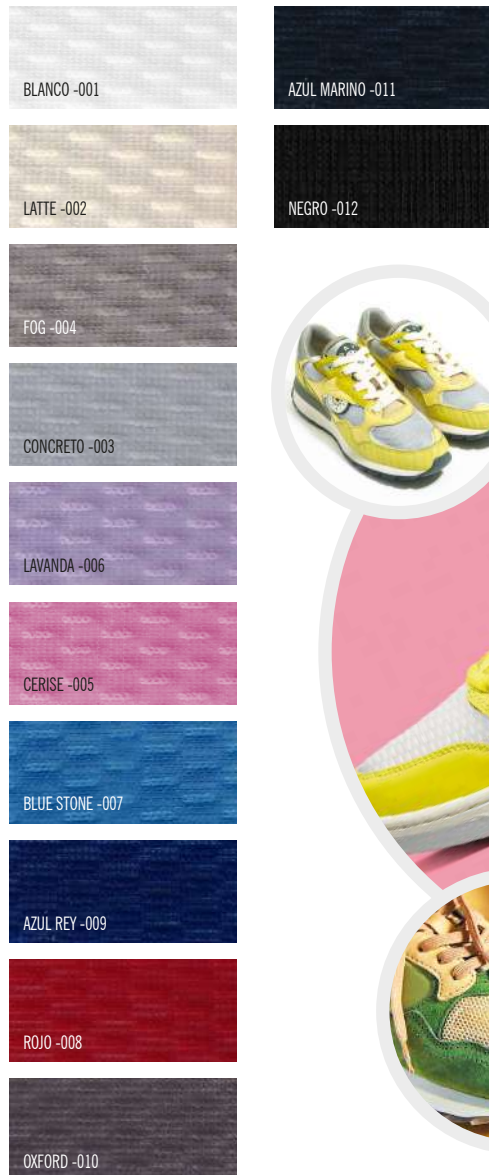 BLANCO -001
LATTE -002
FOG -004
CONCRETO -003
LAVANDA -006
CERISE -005
BLUE STONE -007
AZUL REY -009
ROJO -008
OXFORD -010
AZUL MARINO -011
NEGRO -012